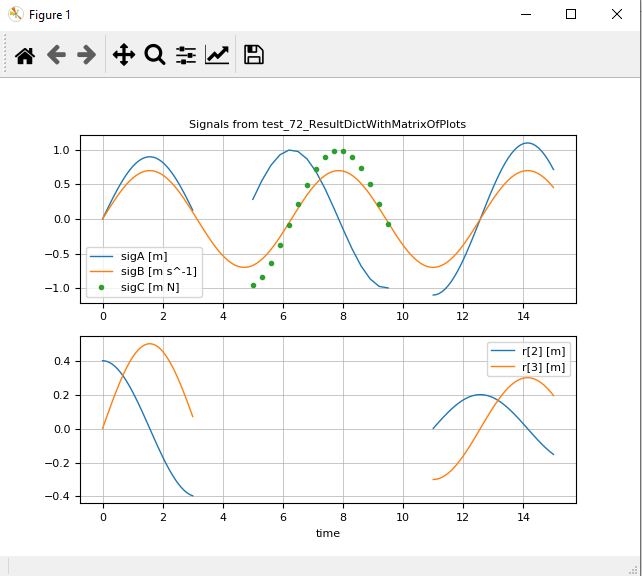 Figure 1
Signals from test_72_ResultDictWithMatrixOfPlots
1.0
0.5
0.0
−0.5
−1.0
sigA [m]
sigB [m s^-1]
sigC [m N]
0 2 4 6 8 10 12 14
0.4
0.2
0.0
−0.2
−0.4
r[2] [m]
r[3] [m]
0 2 4 6 8 10 12 14
time